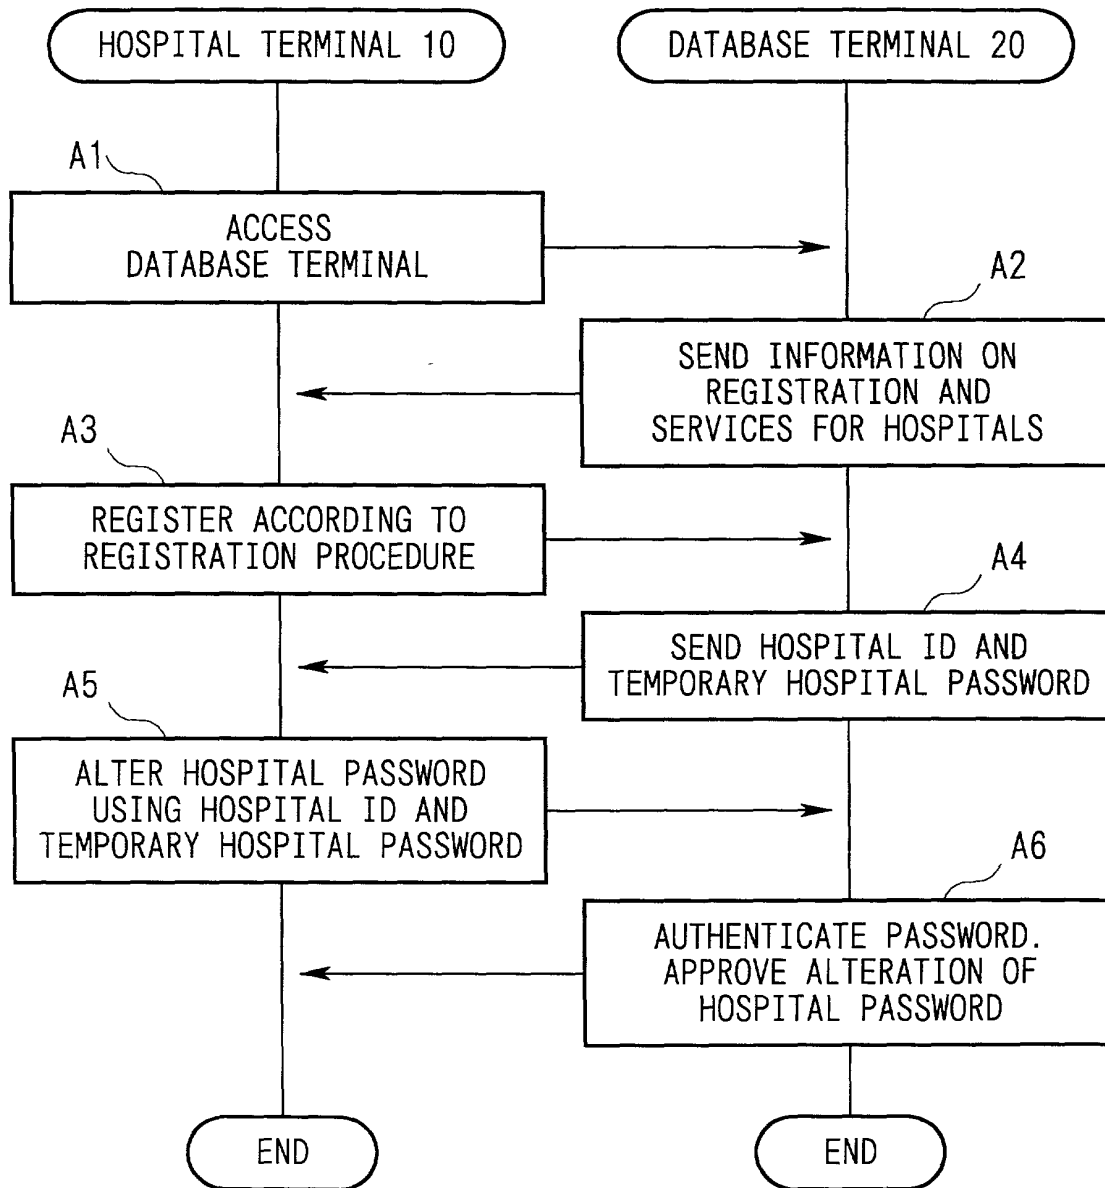 HOSPITAL TERMINAL 10
DATABASE TERMINAL 20
A1
ACCESS
DATABASE TERMINAL
A2
SEND INFORMATION ON
REGISTRATION AND
SERVICES FOR HOSPITALS
A3
REGISTER ACCORDING TO
REGISTRATION PROCEDURE
A4
SEND HOSPITAL ID AND
TEMPORARY HOSPITAL PASSWORD
A5
ALTER HOSPITAL PASSWORD
USING HOSPITAL ID AND
TEMPORARY HOSPITAL PASSWORD
A6
AUTHENTICATE PASSWORD.
APPROVE ALTERATION OF
HOSPITAL PASSWORD
END
END